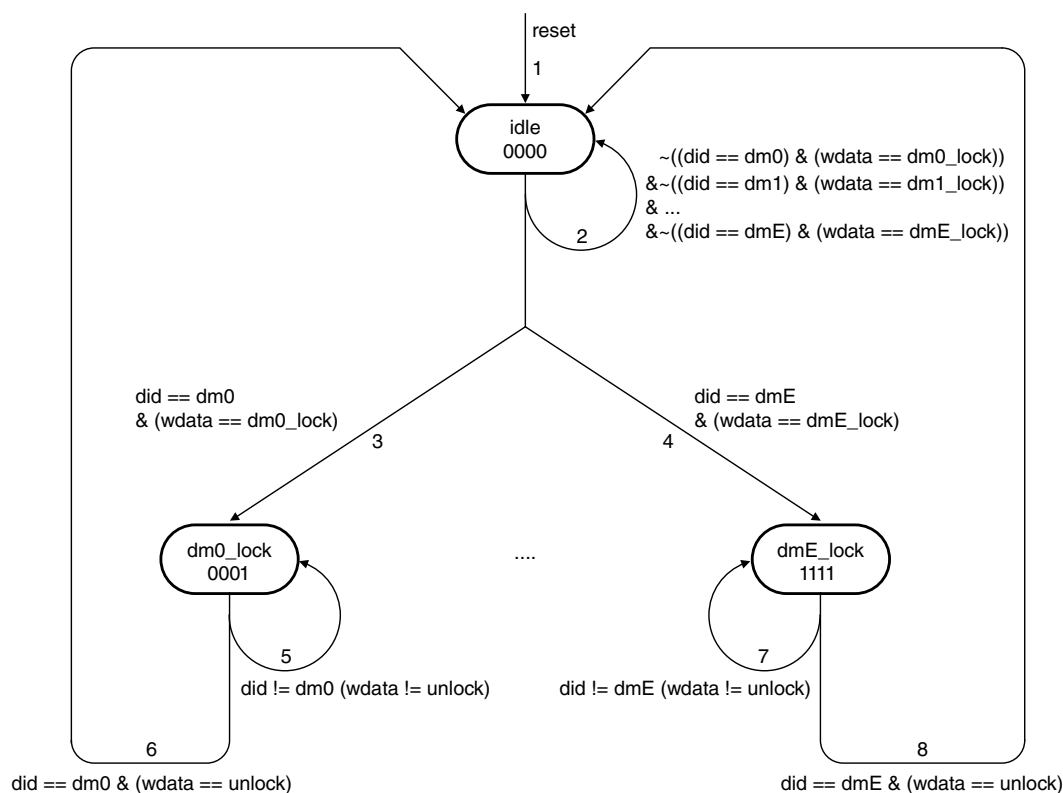 reset
1
idle
0000
~((did == dm0) & (wdata == dm0_lock))
&~((did == dm1) & (wdata == dm1_lock))
& ...
&~((did == dmE) & (wdata == dmE_lock))
2
did == dm0
& (wdata == dm0_lock)
3
did == dmE
& (wdata == dmE_lock)
4
dm0_lock
0001
....
dmE_lock
1111
5
did != dm0 (wdata != unlock)
7
did != dmE (wdata != unlock)
6
did == dm0 & (wdata == unlock)
8
did == dmE & (wdata == unlock)